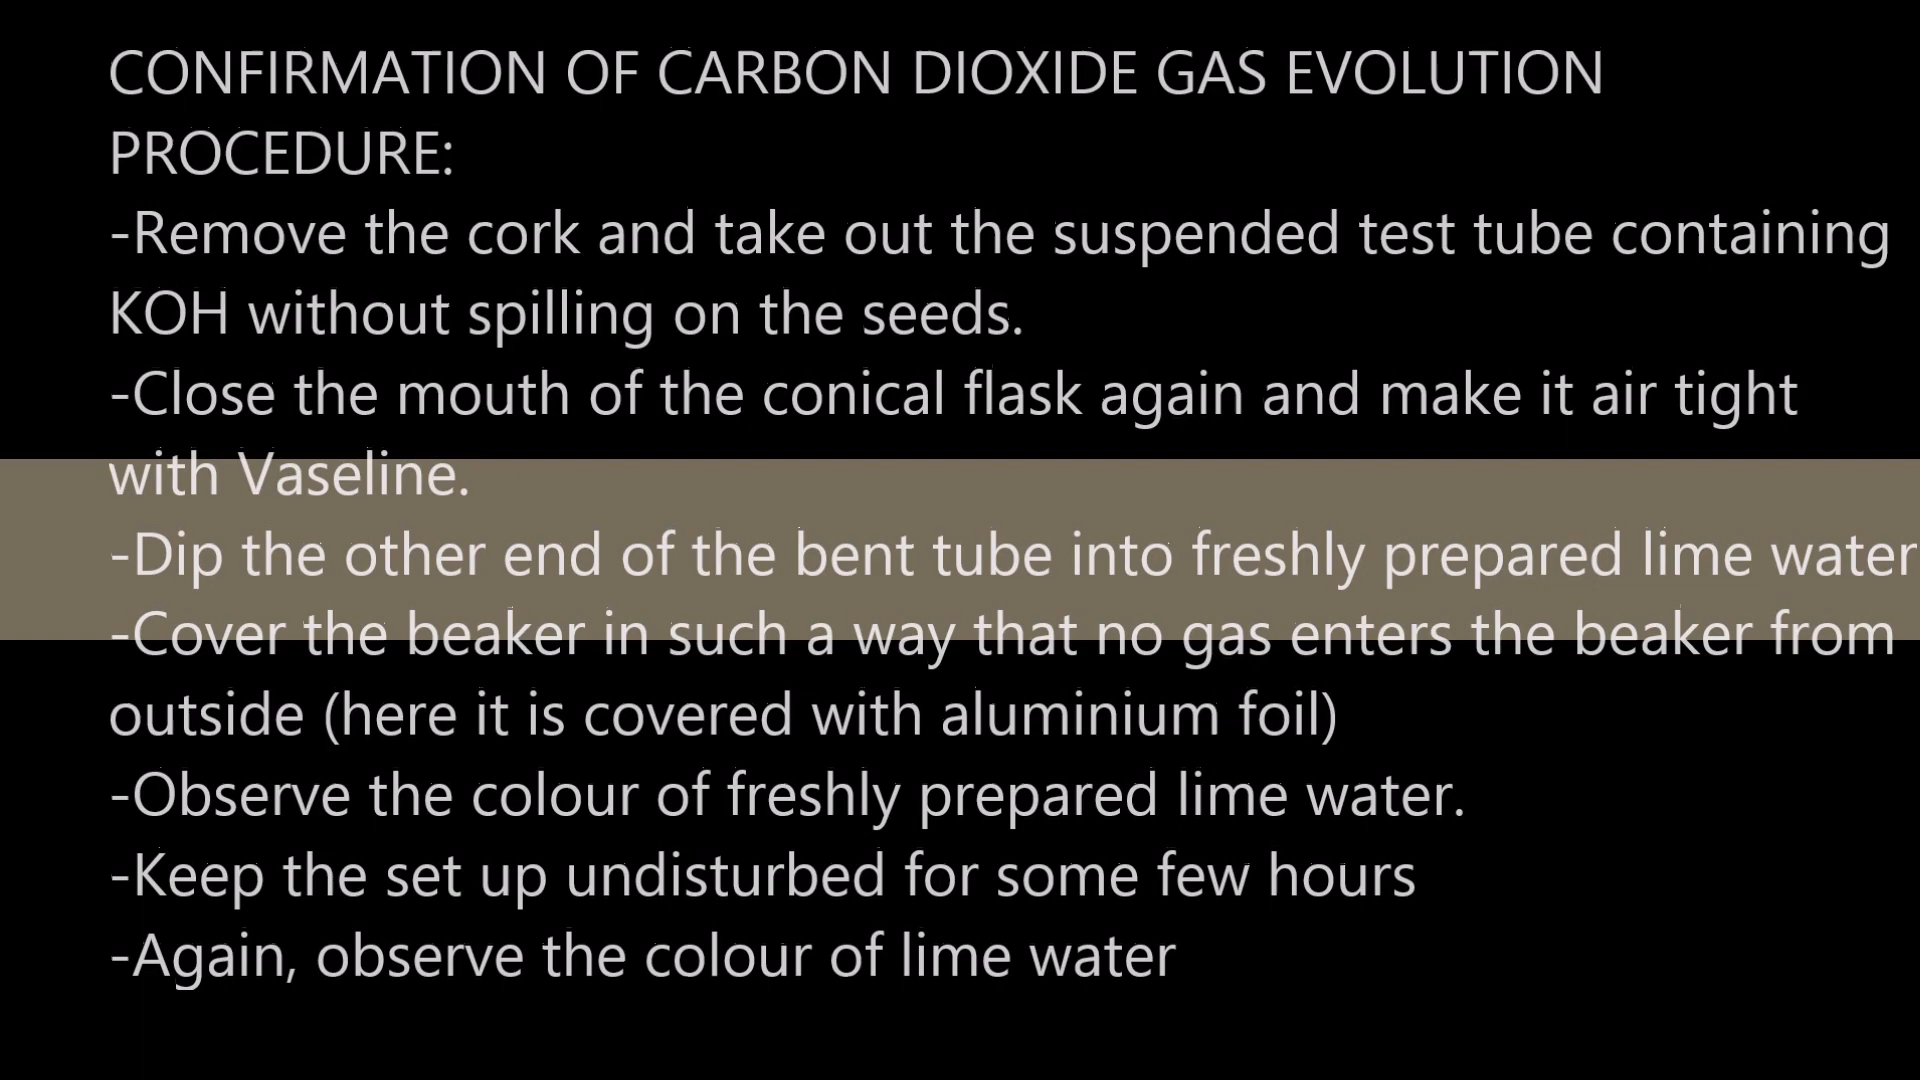 CONFIRMATION OF CARBON DIOXIDE GAS EVOLUTION
PROCEDURE:
-Remove the cork and take out the suspended test tube containing
KOH without spilling on the seeds.
-Close the mouth of the conical flask again and make it air tight
with Vaseline.
-Dip the other end of the bent tube into freshly prepared lime water
-Cover the beaker in such a way that no gas enters the beaker from
outside (here it is covered with aluminium foil)
-Observe the colour of freshly prepared lime water.
-Keep the set up undisturbed for some few hours
-Again, observe the colour of lime water